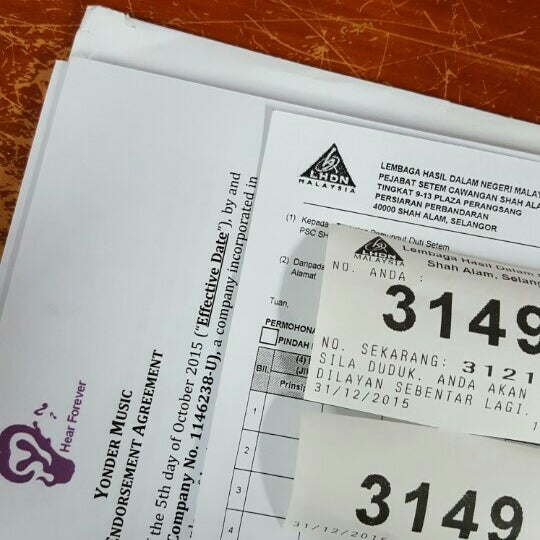 Hear Forever
YONDER MUSIC
ENDORSEMENT AGREEMENT
the 5th day of October 2015 ("Effective Date"), by and
Company No. 1146238-U), a company incorporated in
LHDN
MALAYSIA
LEMBAGA HASIL DALAM NEGERI
PEJABAT SETEM CAWANGAN SHAH
TINGKAT 9-13 PLAZA PERANGSANG
PERSIARAN PERBANDARAN
40000 SHAH ALAM, SELANGOR
(1) Kepada : Duti Setem
PSC
(2) Daripada
Alamat
Tuan,
PERMOHONA
PINDAH
Bil.
(4)
Prinsip
1
2
3
4
LHDN
MALAYSIA
Lembaga Hasil Dalam
Shah Alam, Selang
NO. ANDA :
3149
NO. SEKARANG: 3121
SILA DUDUK. ANDA AKAN
DILAYAN SEBENTAR LAGI.
31/12/2015
3149
31/12/2015